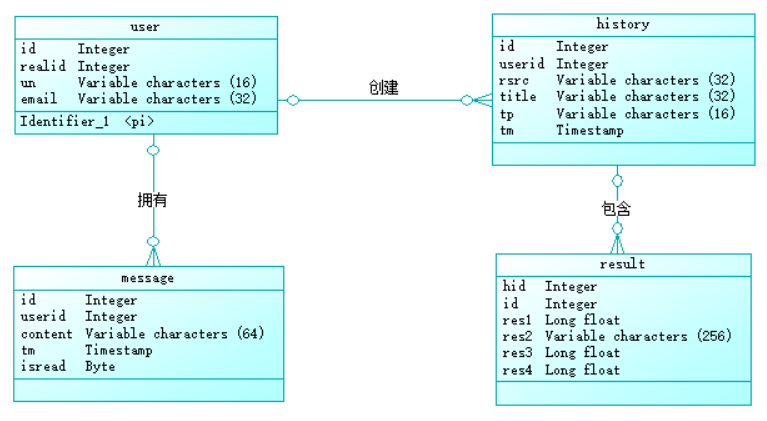 user
id Integer
realid Integer
un Variable characters (16)
email Variable characters (32)
Identifier_1 <pi>
创建
history
id Integer
userid Integer
rsrc Variable characters (32)
title Variable characters (32)
tp Variable characters (16)
tm Timestamp
拥有
包含
message
id Integer
userid Integer
content Variable characters (64)
tm Timestamp
isread Byte
result
hid Integer
id Integer
res1 Long float
res2 Variable characters (256)
res3 Long float
res4 Long float